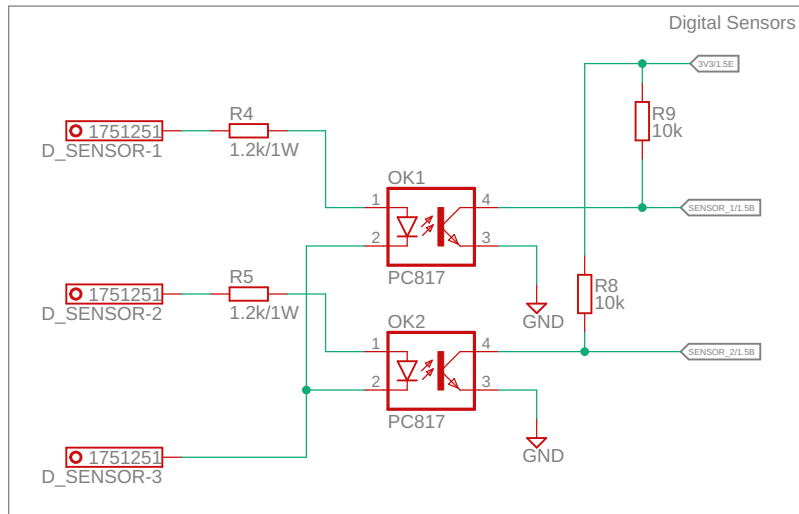 Digital Sensors
3V3/1.5E
R4
R9
1751251
10k
D_SENSOR-1
1.2k/1W
OK1
1
4
SENSOR_1/1.5B
2
3
R5
PC817
1751251
R8
D_SENSOR-2
1.2k/1W
10k
GND
OK2
1
4
SENSOR_2/1.5B
2
3
PC817
1751251
GND
D_SENSOR-3